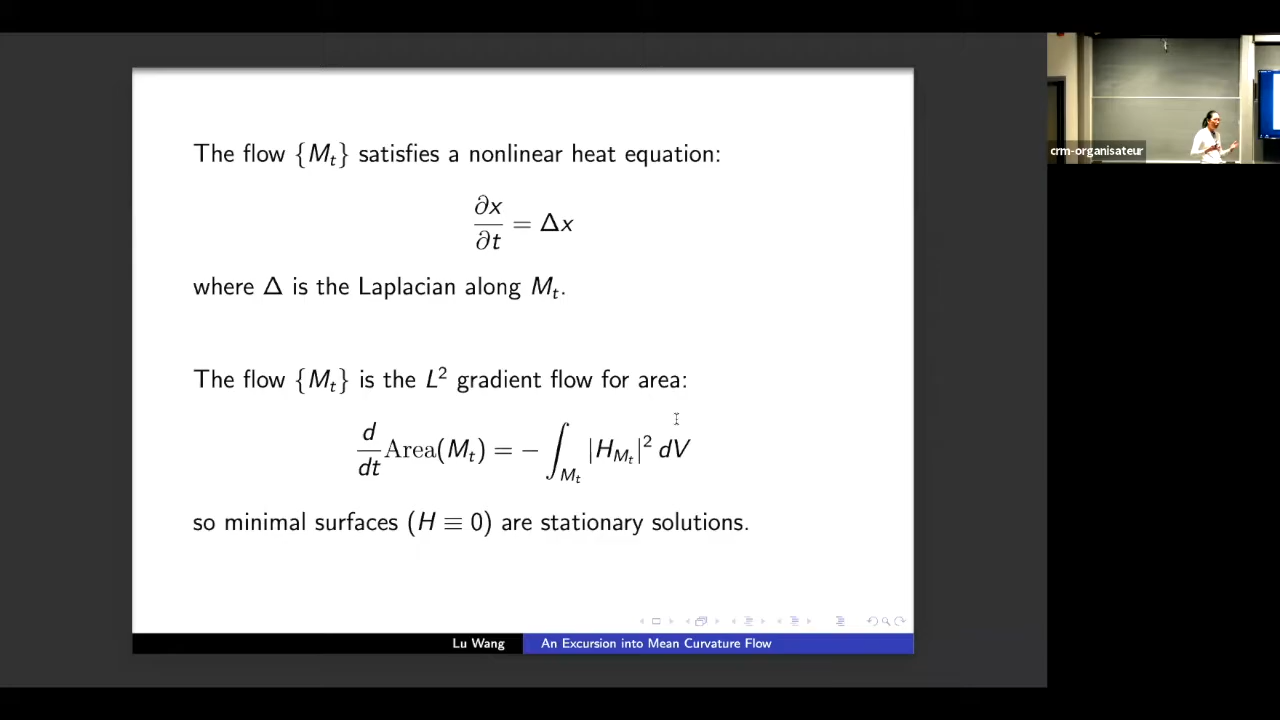 The flow {M_t} satisfies a nonlinear heat equation:
∂x/∂t = Δx
where Δ is the Laplacian along M_t.
The flow {M_t} is the L² gradient flow for area:
d/dt Area(M_t) = − ∫_{M_t} |H_{M_t}|² dV
so minimal surfaces (H ≡ 0) are stationary solutions.
Lu Wang
An Excursion into Mean Curvature Flow
crm-organisateur